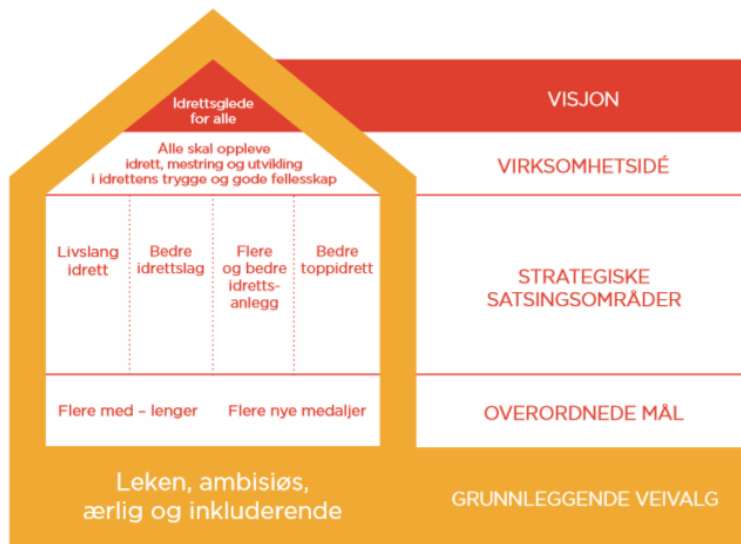 Idrettsglede
for alle
VISJON
Alle skal oppleve
idrett, mestring og utvikling
i idrettens trygge og gode fellesskap
VIRKSOMHETSIDÉ
Livslang
idrett
Bedre
idrettslag
Flere
og bedre
idretts-
anlegg
Bedre
toppidrett
STRATEGISKE
SATSINGSOMRÅDER
Flere med – lenger
Flere nye medaljer
OVERORDNEDE MÅL
Leken, ambisiøs,
ærlig og inkluderende
GRUNNLEGGENDE VEIVALG